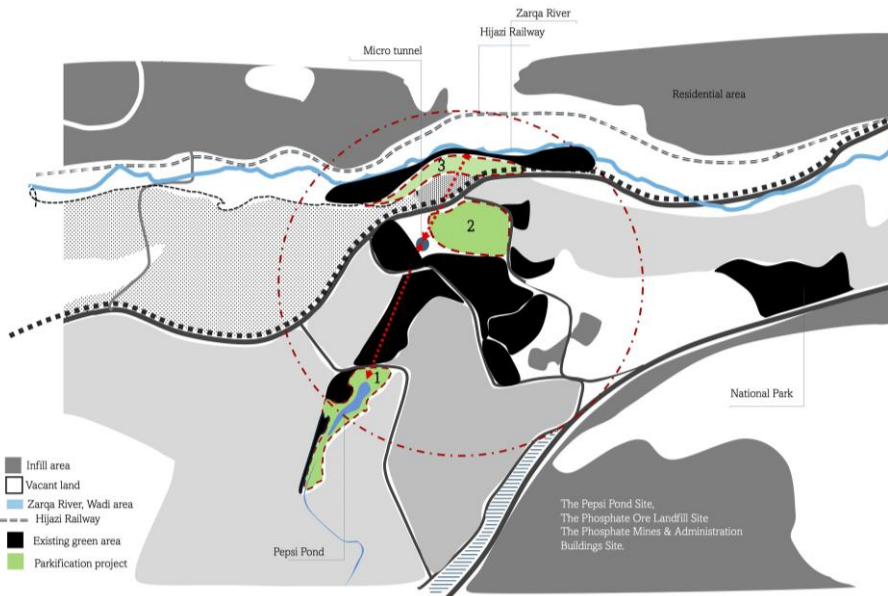 Zarqa River
Hijazi Railway
Micro tunnel
Residential area
3
2
1
National Park
Infill area
Vacant land
Zarqa River, Wadi area
Hijazi Railway
Existing green area
Parkification project
Pepsi Pond
The Pepsi Pond Site,
The Phosphate Ore Landfill Site
The Phosphate Mines & Administration
Buildings Site.